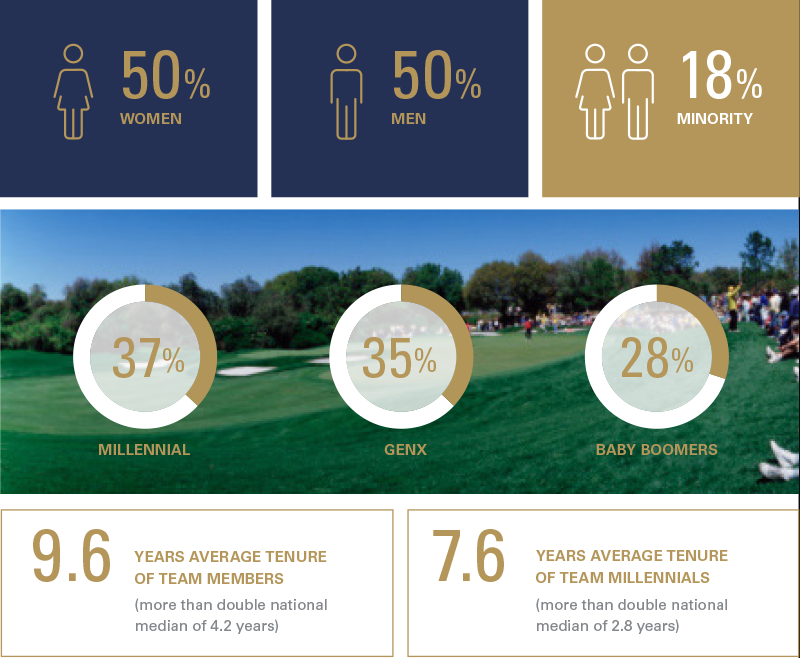 50%
WOMEN
50%
MEN
18%
MINORITY
37%
MILLENNIAL
35%
GENX
28%
BABY BOOMERS
9.6
YEARS AVERAGE TENURE
OF TEAM MEMBERS
(more than double national
median of 4.2 years)
7.6
YEARS AVERAGE TENURE
OF TEAM MILLENNIALS
(more than double national
median of 2.8 years)